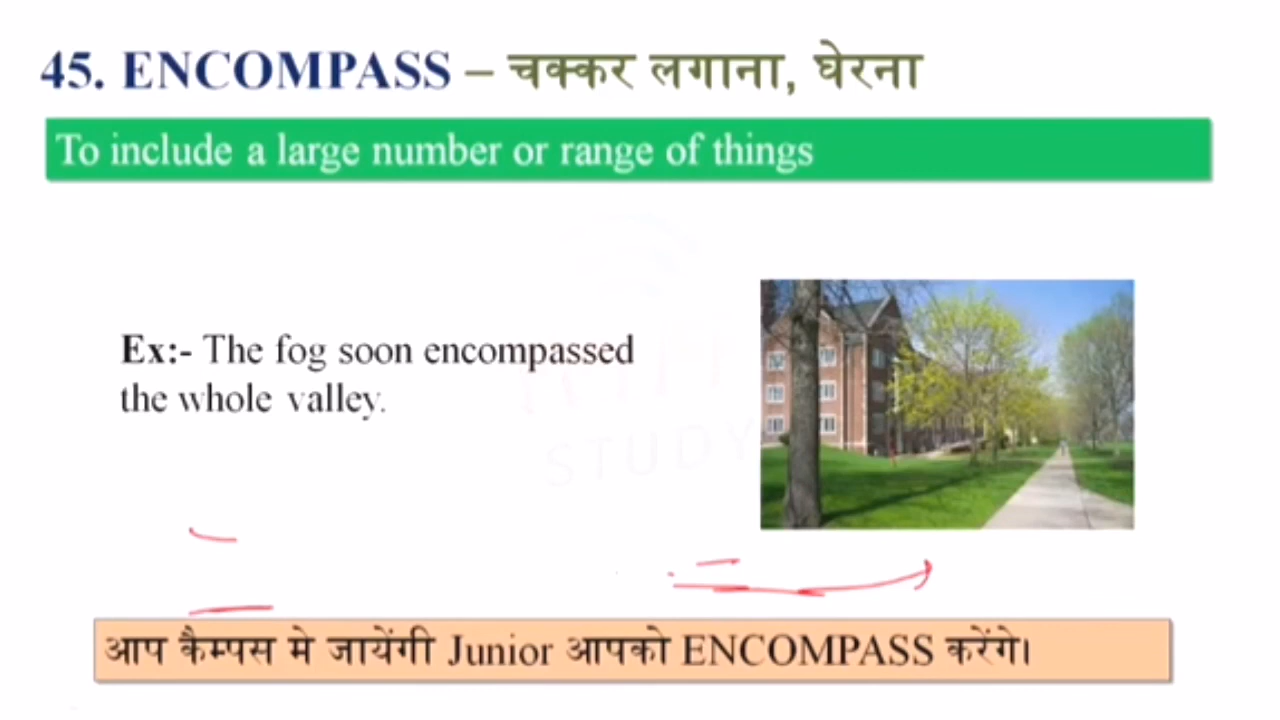 45. ENCOMPASS – चक्कर लगाना, घेरना
To include a large number or range of things
Ex:- The fog soon encompassed
the whole valley.
STUDY
आप कैम्पस मे जायेंगी Junior आपको ENCOMPASS करेंगे।